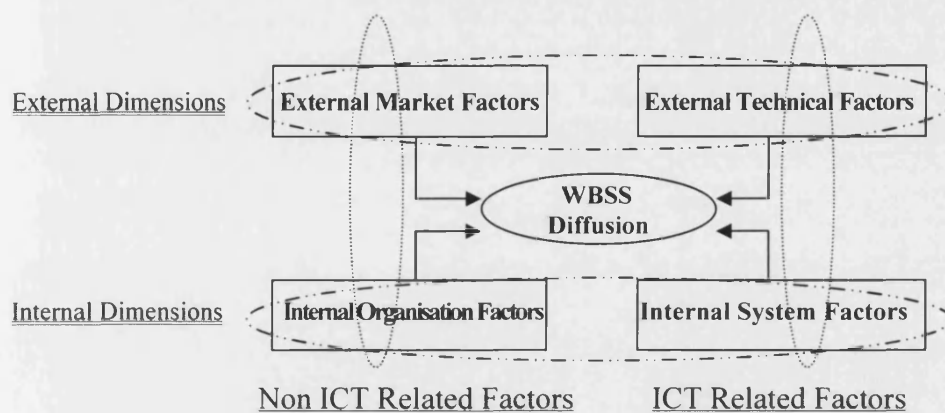 External Dimensions
External Market Factors
External Technical Factors
WBSS
Diffusion
Internal Dimensions
Internal Organisation Factors
Internal System Factors
Non ICT Related Factors
ICT Related Factors